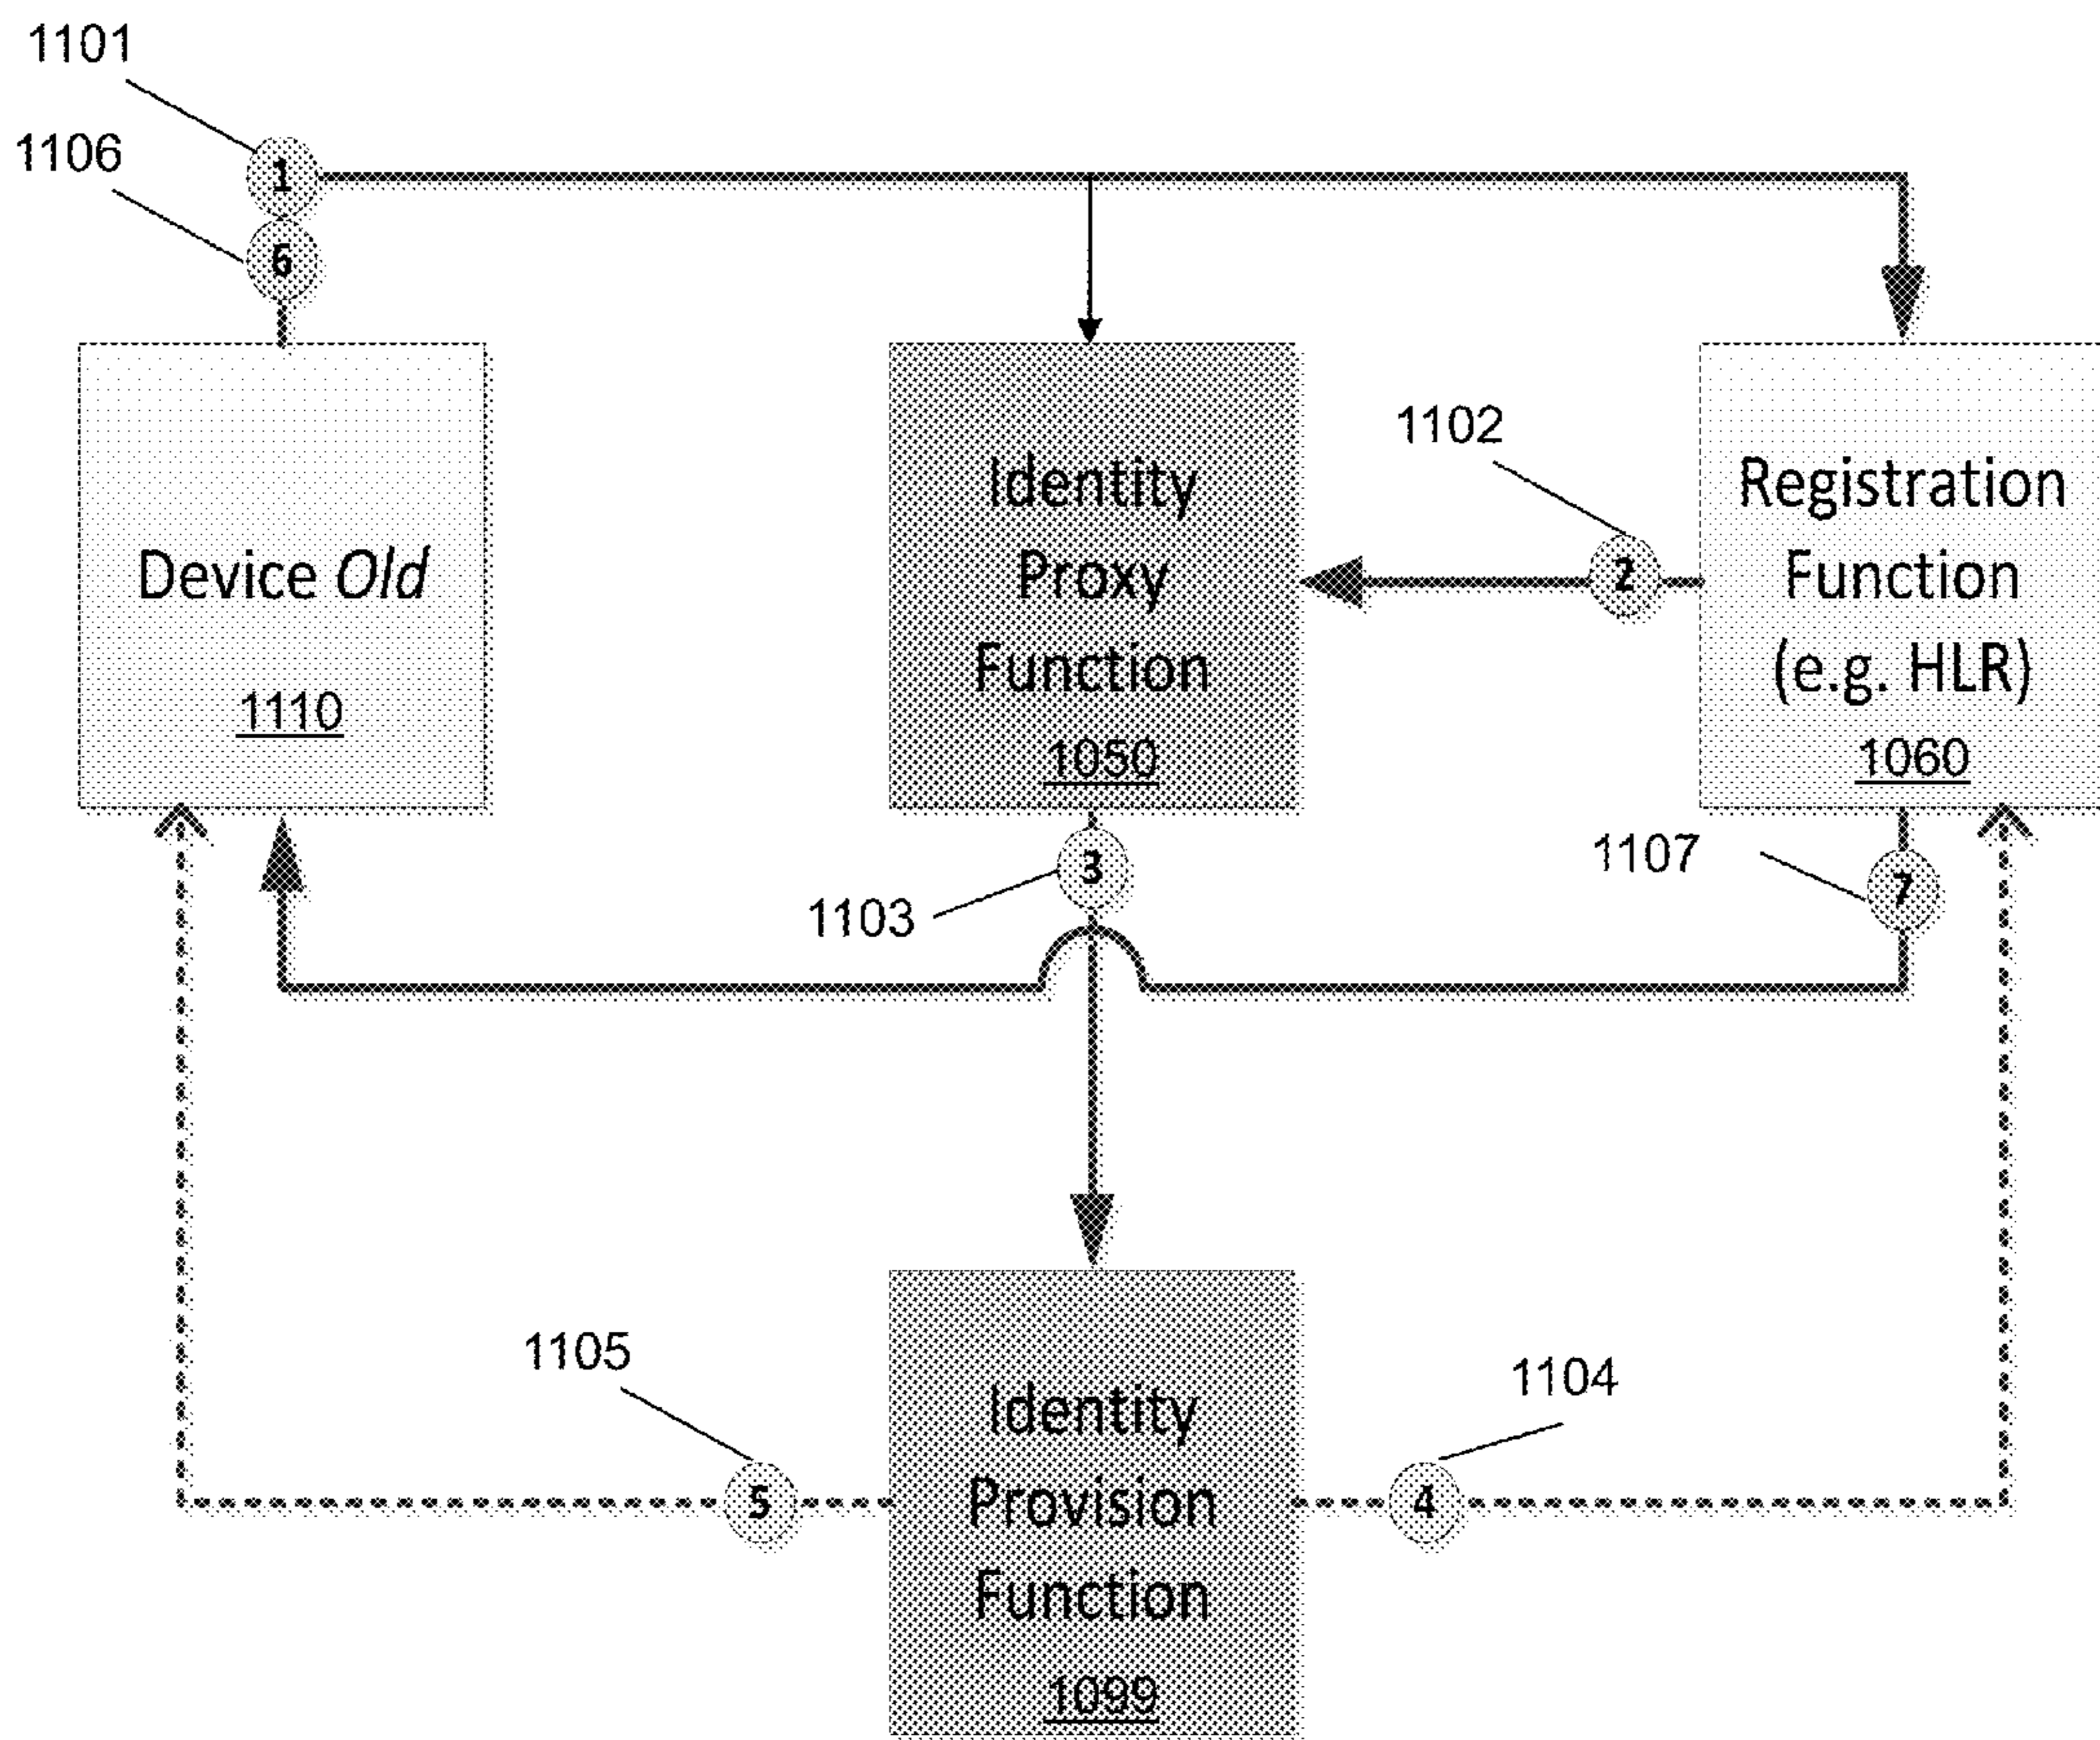 1101
1106
1
6
Device Old
1110
Identity
Proxy
Function
1050
1102
2
Registration
Function
(e.g. HLR)
1060
3
1103
1107
7
1105
5
Identity
Provision
Function
1099
1104
4